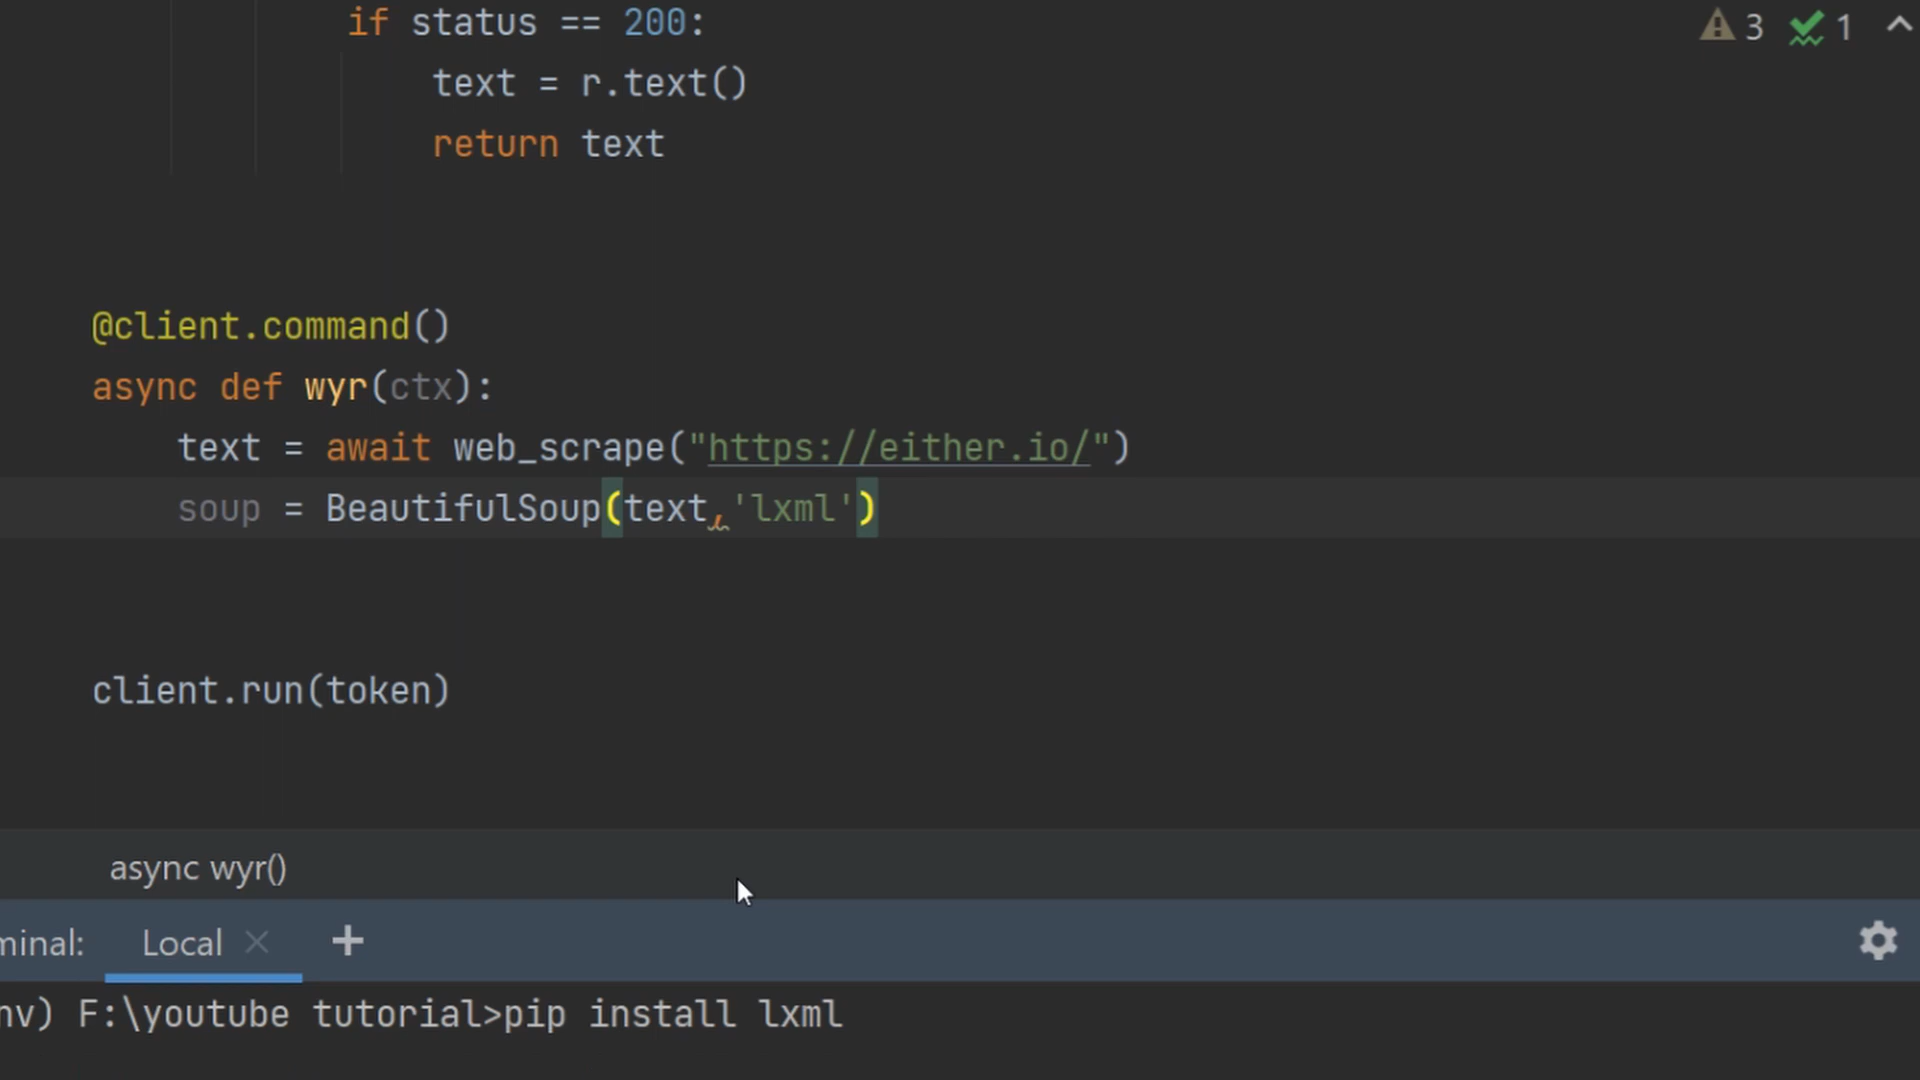 if status == 200:
3 1
text = r.text()
return text
@client.command()
async def wyr(ctx):
text = await web_scrape("https://either.io/")
soup = BeautifulSoup(text,'lxml')
client.run(token)
async wyr()
minal: Local
nv) F:\youtube tutorial>pip install lxml